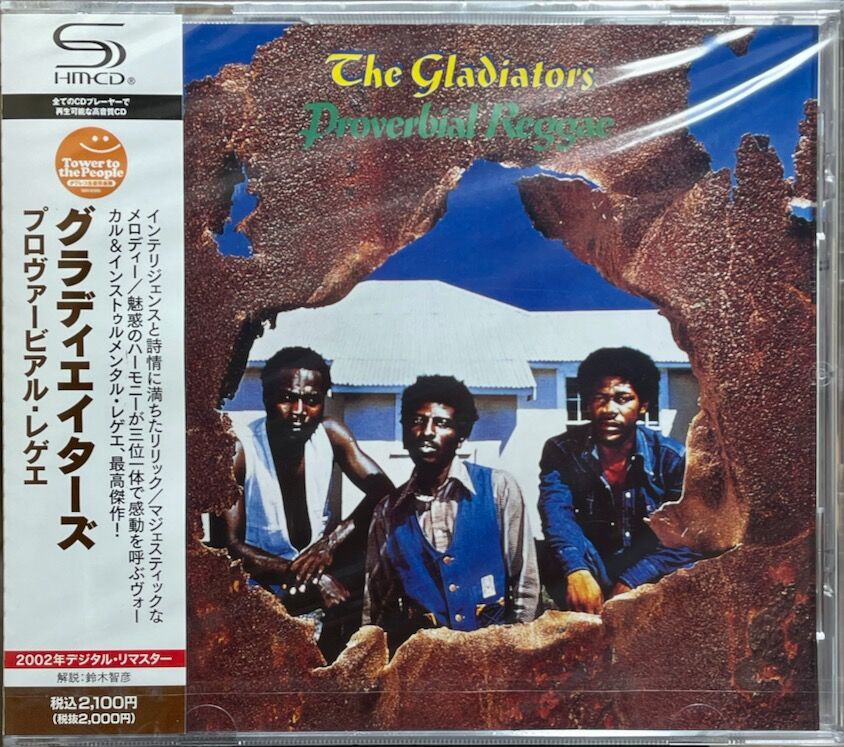 SHM-CD®
全てのCDプレーヤーで
再生可能な高音質CD
Tower to
the People
グラディエイターズ
プロヴァービアル・レゲエ
インテリジェンスと詩情に満ちたリリック/マジェスティックな
メロディー/魅惑のハーモニーが三位一体で感動を呼ぶヴォー
カル&インストゥルメンタル・レゲエ、最高傑作!
2002年デジタル・リマスター
解説:鈴木智彦
税込2,100円
(税抜2,000円)
The Gladiators
Proverbial Reggae